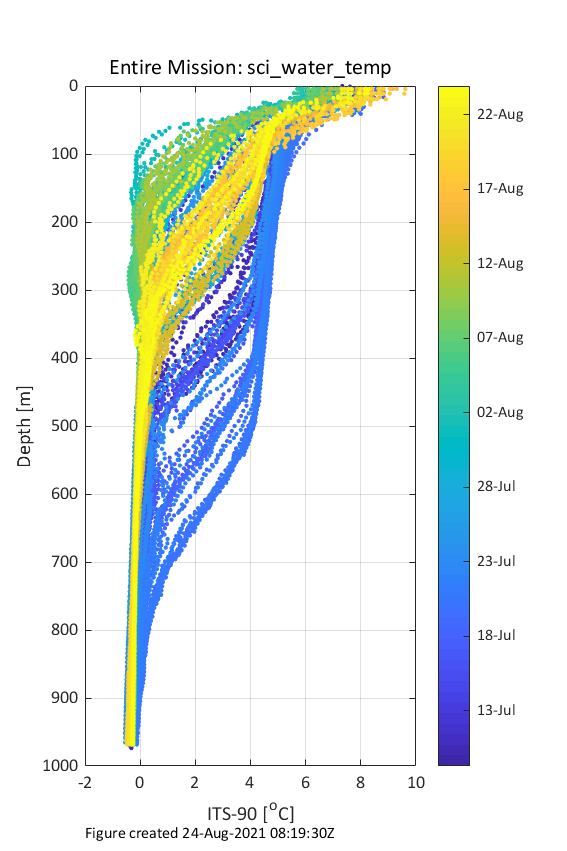 Entire Mission: sci_water_temp
0
100
200
300
400
500
600
700
800
900
1000
Depth [m]
-2 0 2 4 6 8 10
ITS-90 [°C]
Figure created 24-Aug-2021 08:19:30Z
22-Aug
17-Aug
12-Aug
07-Aug
02-Aug
28-Jul
23-Jul
18-Jul
13-Jul